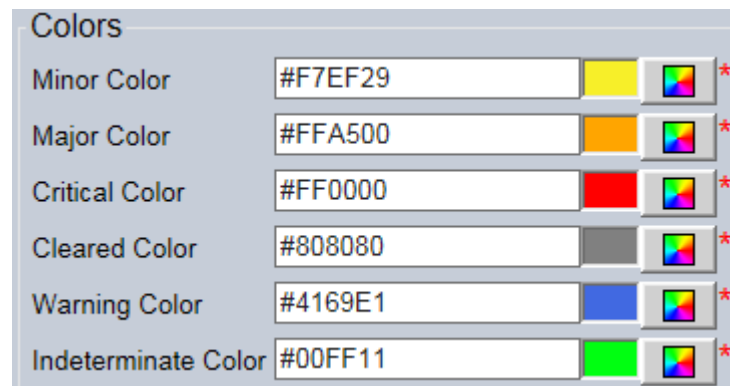 Colors
Minor Color #F7EF29 *
Major Color #FFA500 *
Critical Color #FF0000 *
Cleared Color #808080 *
Warning Color #4169E1 *
Indeterminate Color #00FF11 *